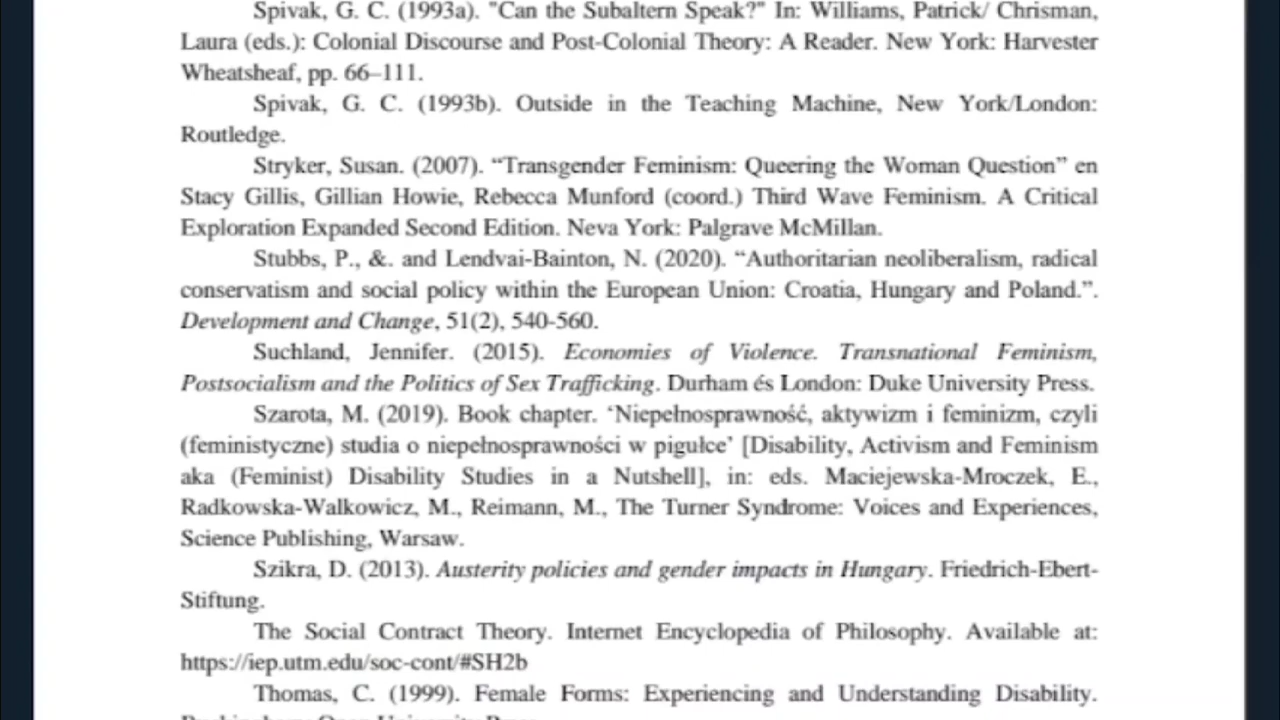 Spivak, G. C. (1993a). "Can the Subaltern Speak?" In: Williams, Patrick/ Chrisman,
Laura (eds.): Colonial Discourse and Post-Colonial Theory: A Reader. New York: Harvester
Wheatsheaf, pp. 66–111.
Spivak, G. C. (1993b). Outside in the Teaching Machine, New York/London:
Routledge.
Stryker, Susan. (2007). “Transgender Feminism: Queering the Woman Question” en
Stacy Gillis, Gillian Howie, Rebecca Munford (coord.) Third Wave Feminism. A Critical
Exploration Expanded Second Edition. Neva York: Palgrave McMillan.
Stubbs, P., &. and Lendvai-Bainton, N. (2020). “Authoritarian neoliberalism, radical
conservatism and social policy within the European Union: Croatia, Hungary and Poland.”.
Development and Change, 51(2), 540-560.
Suchland, Jennifer. (2015). Economies of Violence. Transnational Feminism,
Postsocialism and the Politics of Sex Trafficking. Durham és London: Duke University Press.
Szarota, M. (2019). Book chapter. ‘Niepełnosprawność, aktywizm i feminizm, czyli
(feministyczne) studia o niepełnosprawności w pigułce’ [Disability, Activism and Feminism
aka (Feminist) Disability Studies in a Nutshell], in: eds. Maciejewska-Mroczek, E.,
Radkowska-Walkowicz, M., Reimann, M., The Turner Syndrome: Voices and Experiences,
Science Publishing, Warsaw.
Szikra, D. (2013). Austerity policies and gender impacts in Hungary. Friedrich-Ebert-
Stiftung.
The Social Contract Theory. Internet Encyclopedia of Philosophy. Available at:
https://iep.utm.edu/soc-cont/#SH2b
Thomas, C. (1999). Female Forms: Experiencing and Understanding Disability.